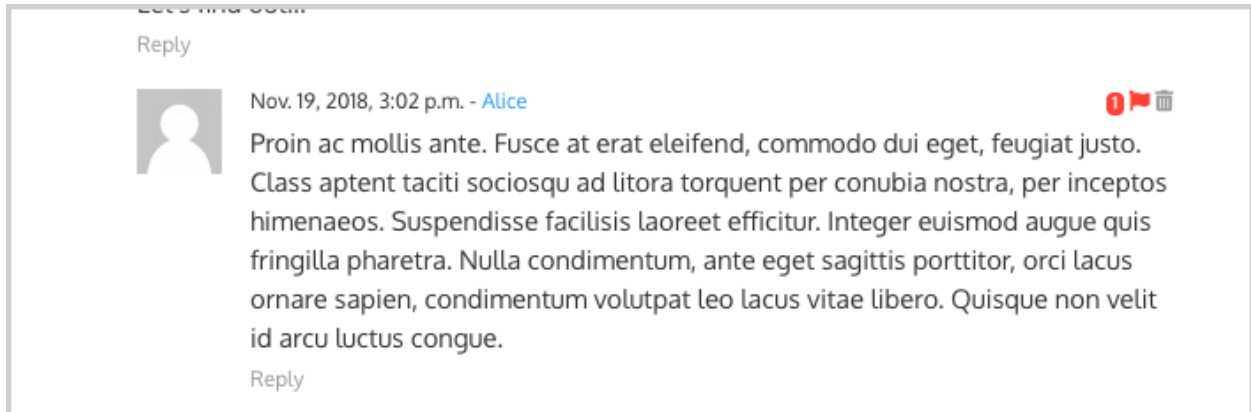 Let's find out...
Reply
Nov. 19, 2018, 3:02 p.m. - Alice
1
Proin ac mollis ante. Fusce at erat eleifend, commodo dui eget, feugiat justo.
Class aptent taciti sociosqu ad litora torquent per conubia nostra, per inceptos
himenaeos. Suspendisse facilisis laoreet efficitur. Integer euismod augue quis
fringilla pharetra. Nulla condimentum, ante eget sagittis porttitor, orci lacus
ornare sapien, condimentum volutpat leo lacus vitae libero. Quisque non velit
id arcu luctus congue.
Reply